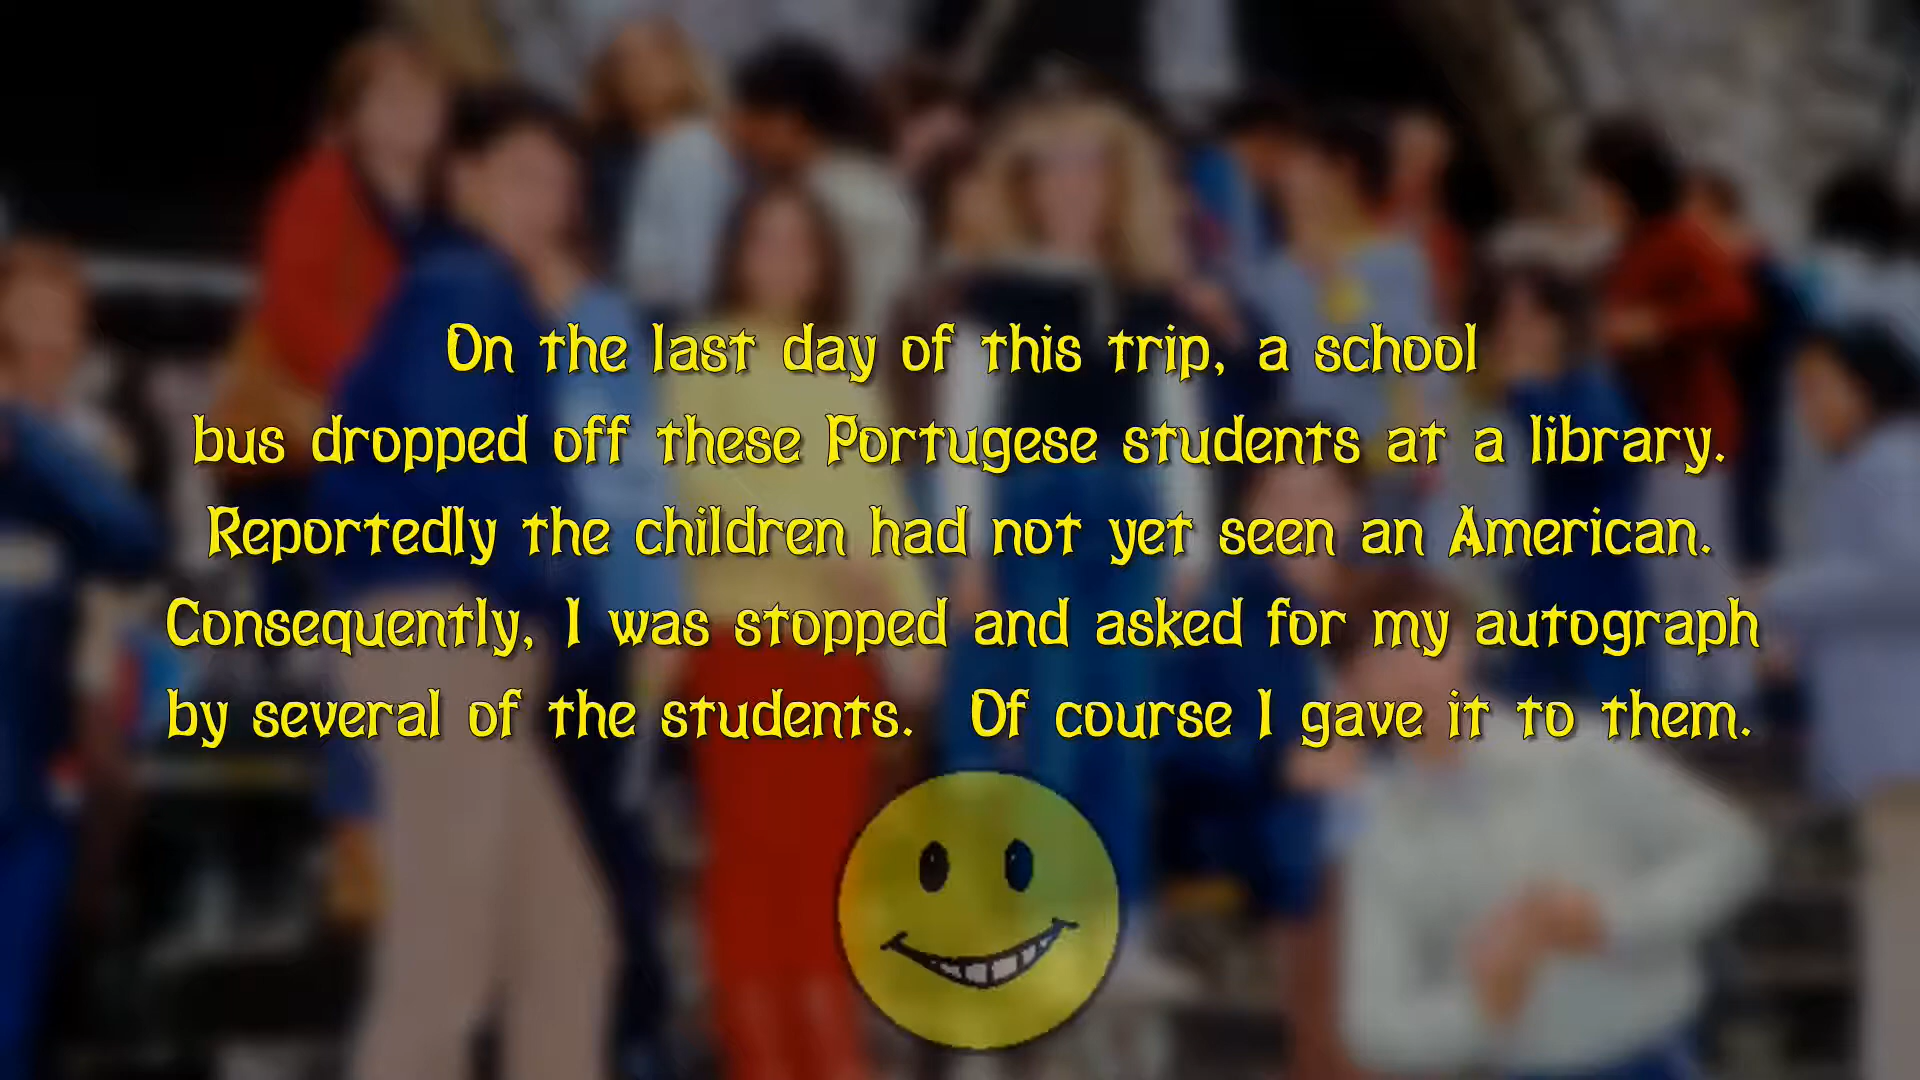 On the last day of this trip, a school
bus dropped off these Portugese students at a library.
Reportedly the children had not yet seen an American.
Consequently, I was stopped and asked for my autograph
by several of the students.  Of course I gave it to them.